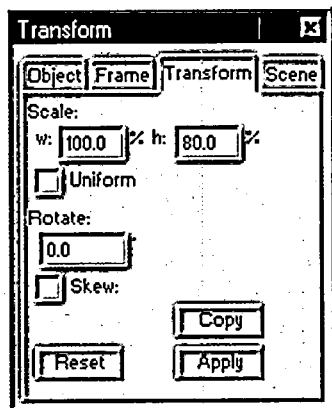 Transform
Object Frame Transform Scene
Scale:
w: 100.0 % h: 80.0 %
Uniform
Rotate:
0.0 °
Skew:
Copy
Reset Apply